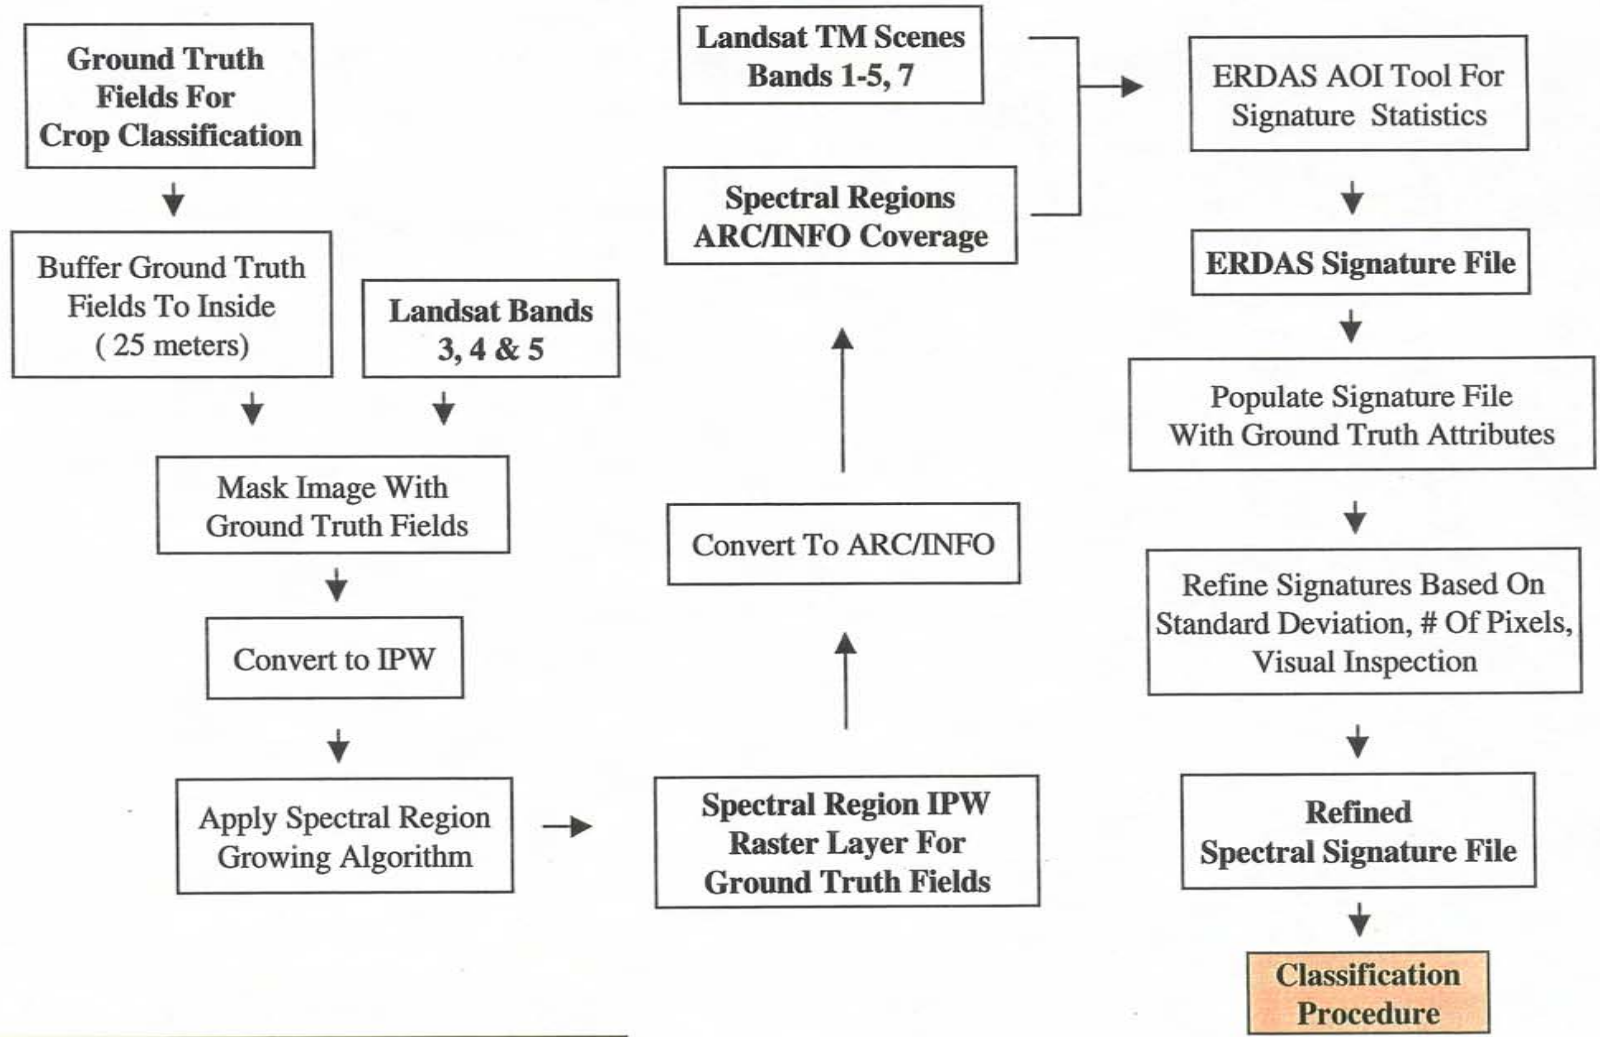 Ground Truth
Fields For
Crop Classification
Buffer Ground Truth
Fields To Inside
( 25 meters)
Landsat Bands
3, 4 & 5
Mask Image With
Ground Truth Fields
Convert to IPW
Apply Spectral Region
Growing Algorithm
Spectral Region IPW
Raster Layer For
Ground Truth Fields
Convert To ARC/INFO
Spectral Regions
ARC/INFO Coverage
Landsat TM Scenes
Bands 1-5, 7
ERDAS AOI Tool For
Signature Statistics
ERDAS Signature File
Populate Signature File
With Ground Truth Attributes
Refine Signatures Based On
Standard Deviation, # Of Pixels,
Visual Inspection
Refined
Spectral Signature File
Classification
Procedure